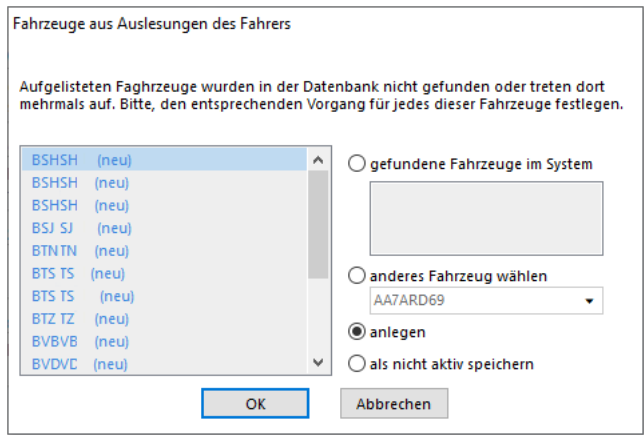 Fahrzeuge aus Auslesungen des Fahrers
Aufgelisteten Faghrzeuge wurden in der Datenbank nicht gefunden oder treten dort
mehrmals auf. Bitte, den entsprechenden Vorgang für jedes dieser Fahrzeuge festlegen.
BSHSH (neu)
BSHSH (neu)
BSHSH (neu)
BSJ SJ (neu)
BTNTN (neu)
BTS TS (neu)
BTS TS (neu)
BTZ TZ (neu)
BVBVB (neu)
BVDVD (neu)
gefundene Fahrzeuge im System
anderes Fahrzeug wählen
AA7ARD69
anlegen
als nicht aktiv speichern
OK
Abbrechen